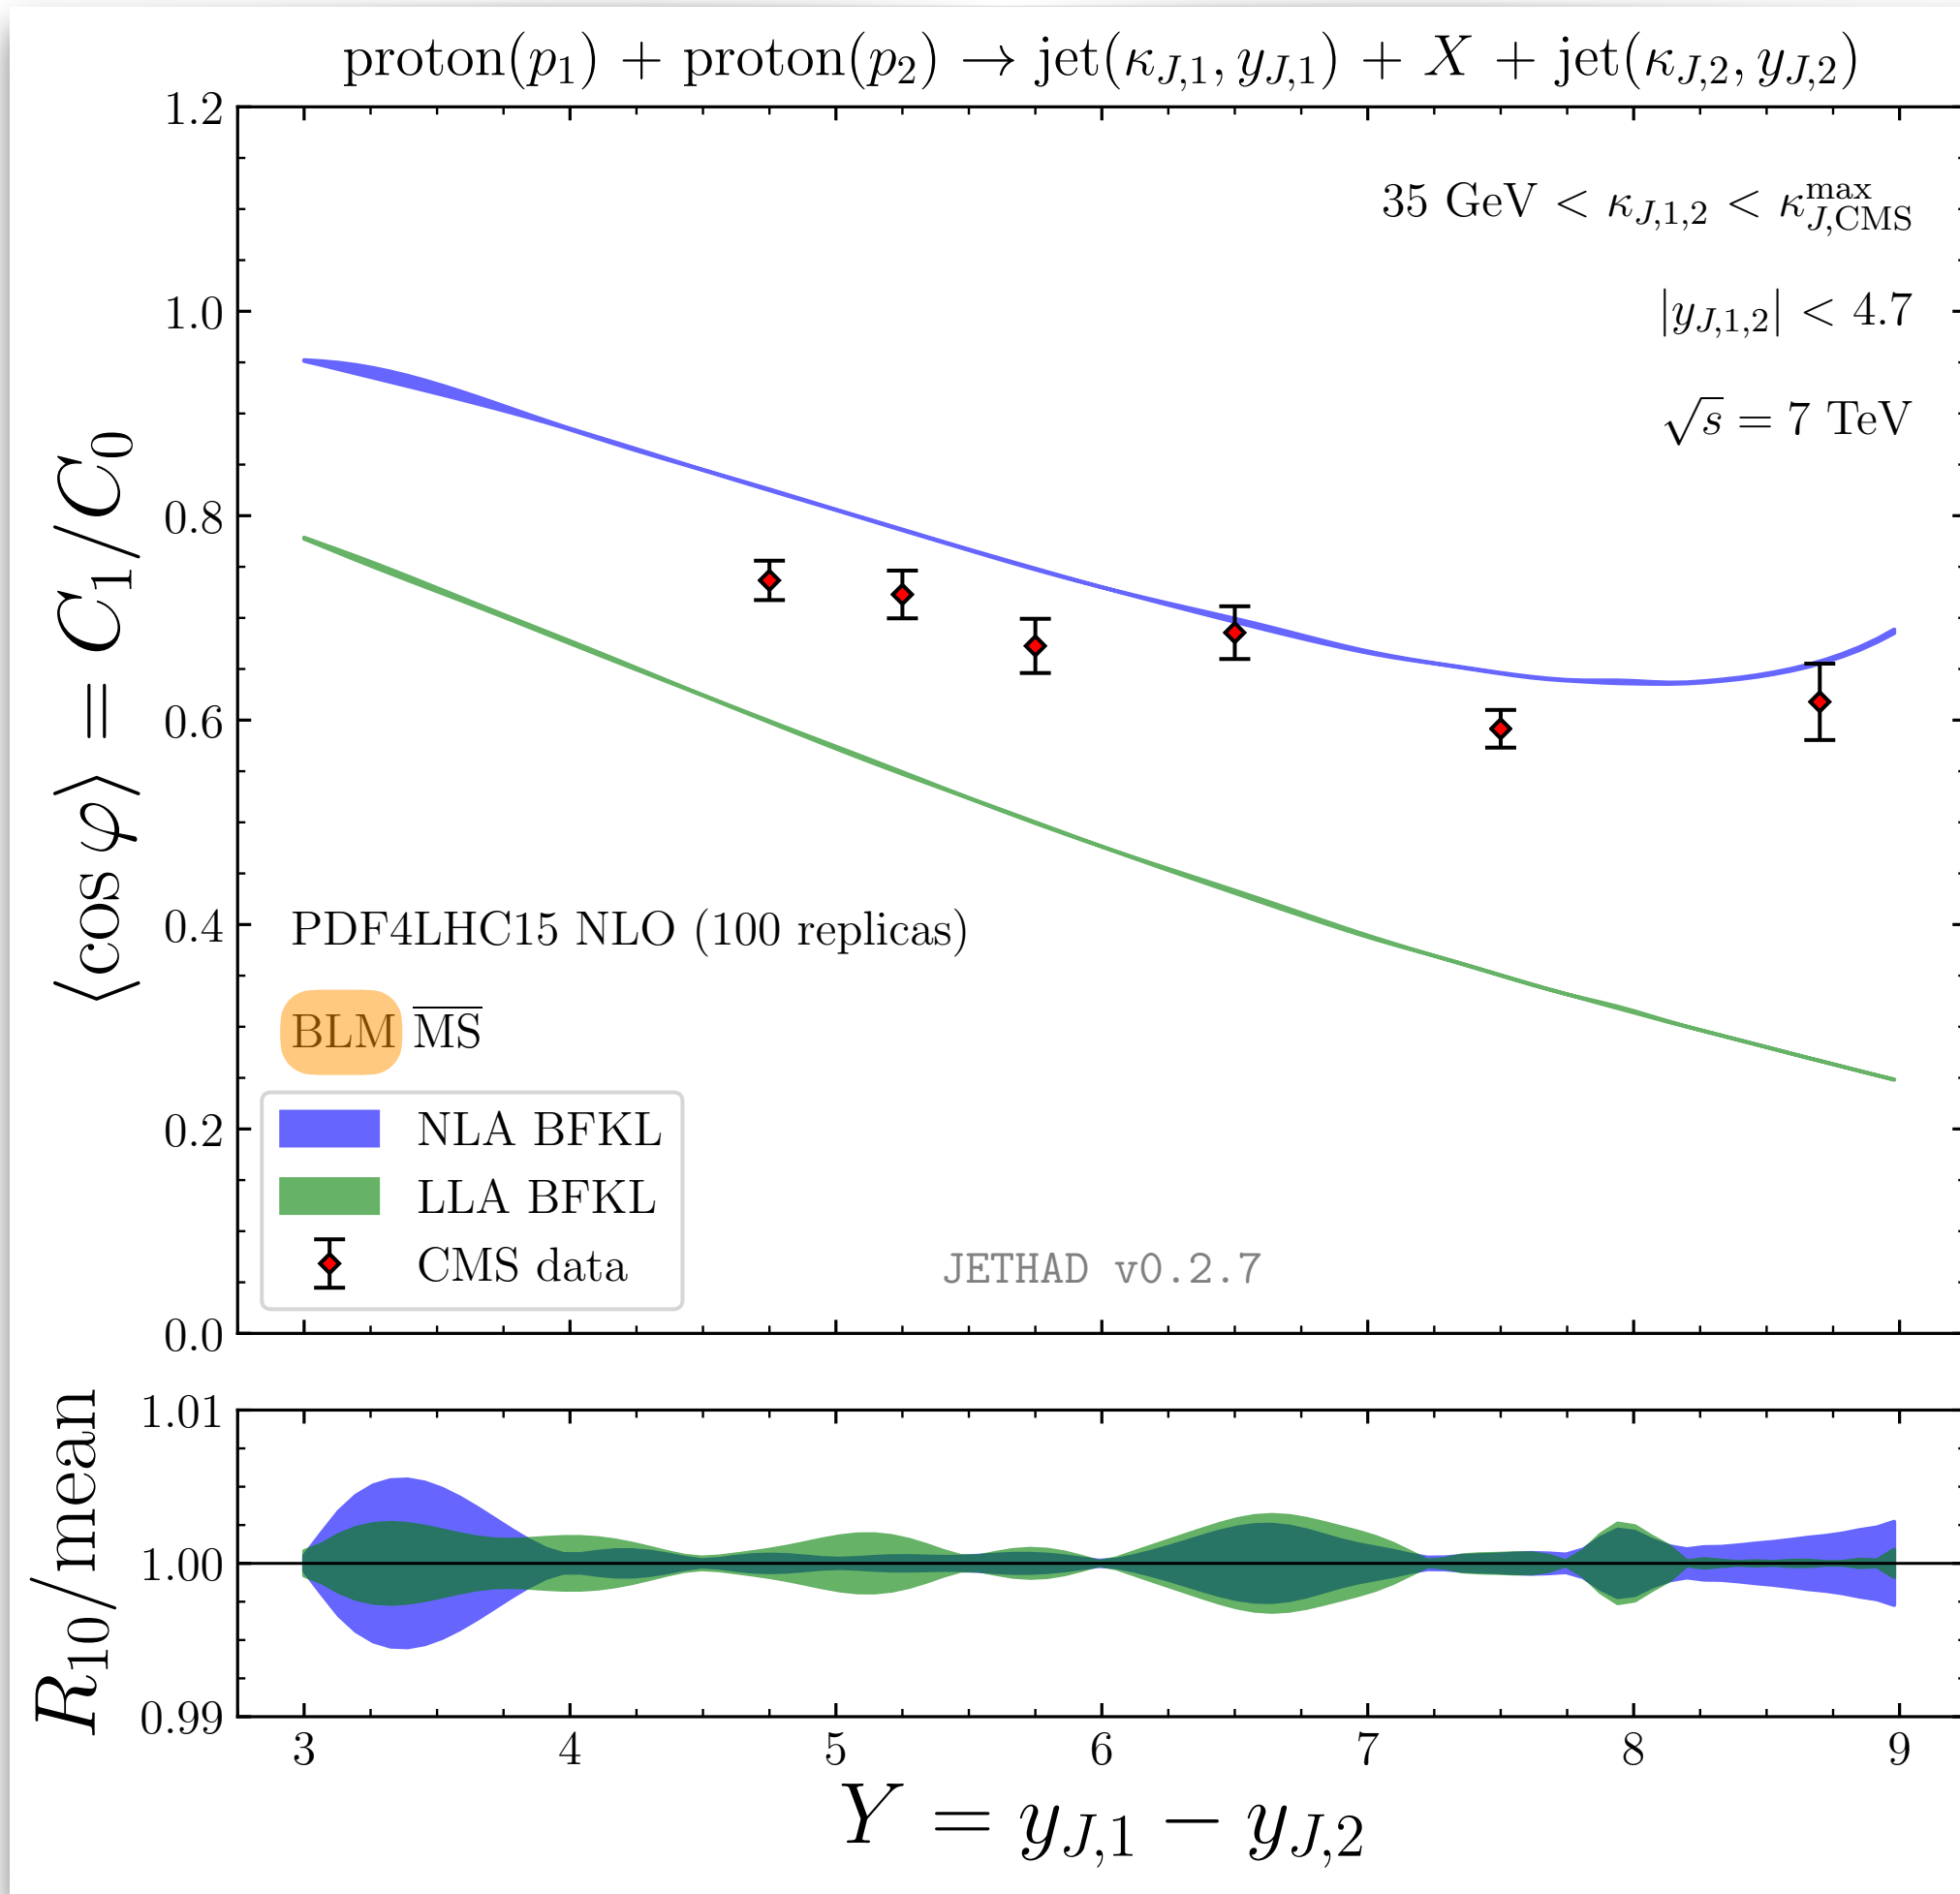 proton(p₁) + proton(p₂) → jet(κ_{J,1}, y_{J,1}) + X + jet(κ_{J,2}, y_{J,2})
1.2
1.0
0.8
0.6
0.4
0.2
0.0
⟨cos φ⟩ = C₁/C₀
35 GeV < κ_{J,1,2} < κ_{J,CMS}^{max}
|y_{J,1,2}| < 4.7
√s = 7 TeV
PDF4LHC15 NLO (100 replicas)
BLM \overline{MS}
NLA BFKL
LLA BFKL
CMS data
JETHAD v0.2.7
R₁₀/mean
1.01
1.00
0.99
3 4 5 6 7 8 9
Y = y_{J,1} − y_{J,2}